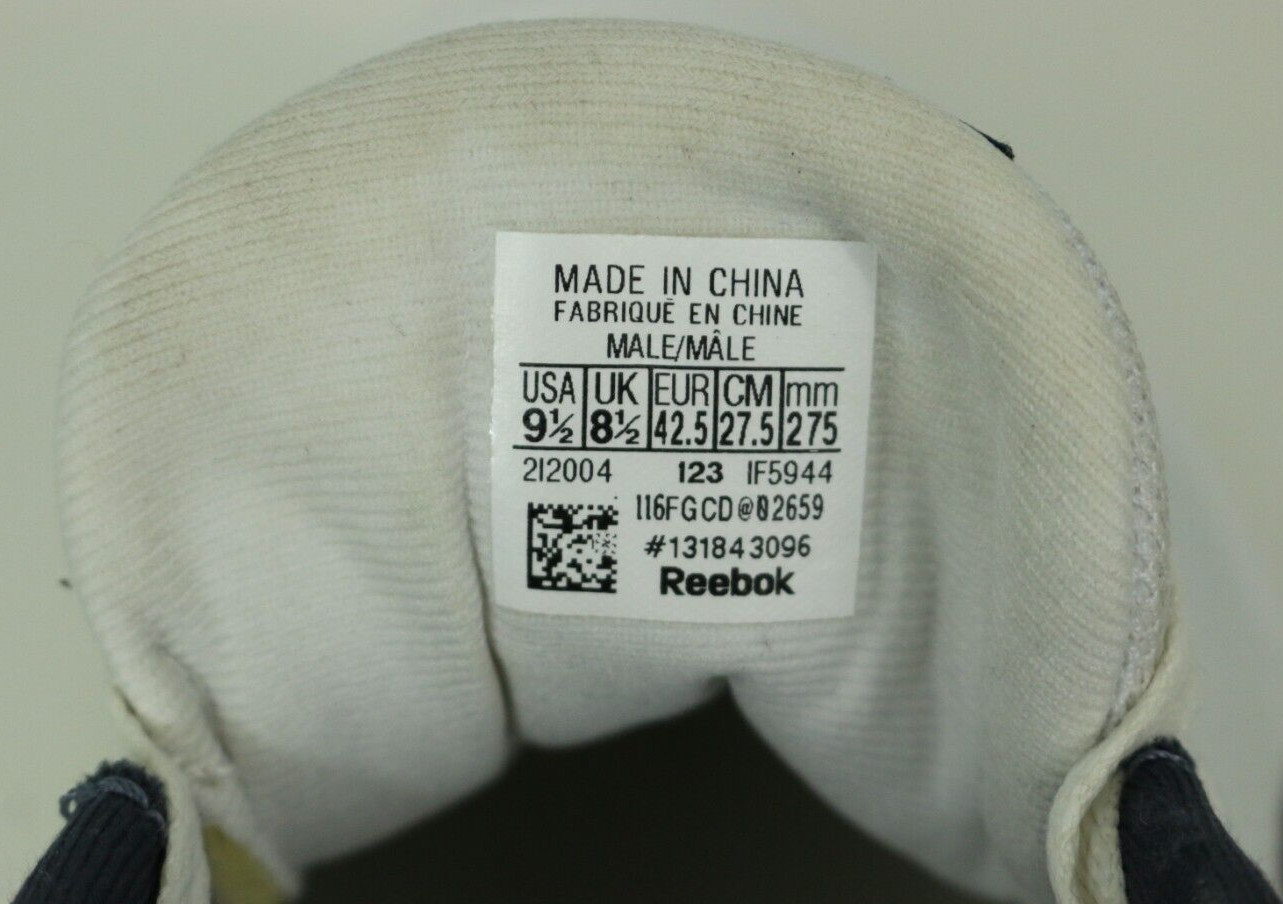 MADE IN CHINA
FABRIQUÉ EN CHINE
MALE/MÂLE
USA UK EUR CM mm
9½ 8½ 42.5 27.5 275
2I2004 123 IF5944
116FGCD@02659
#131843096
Reebok